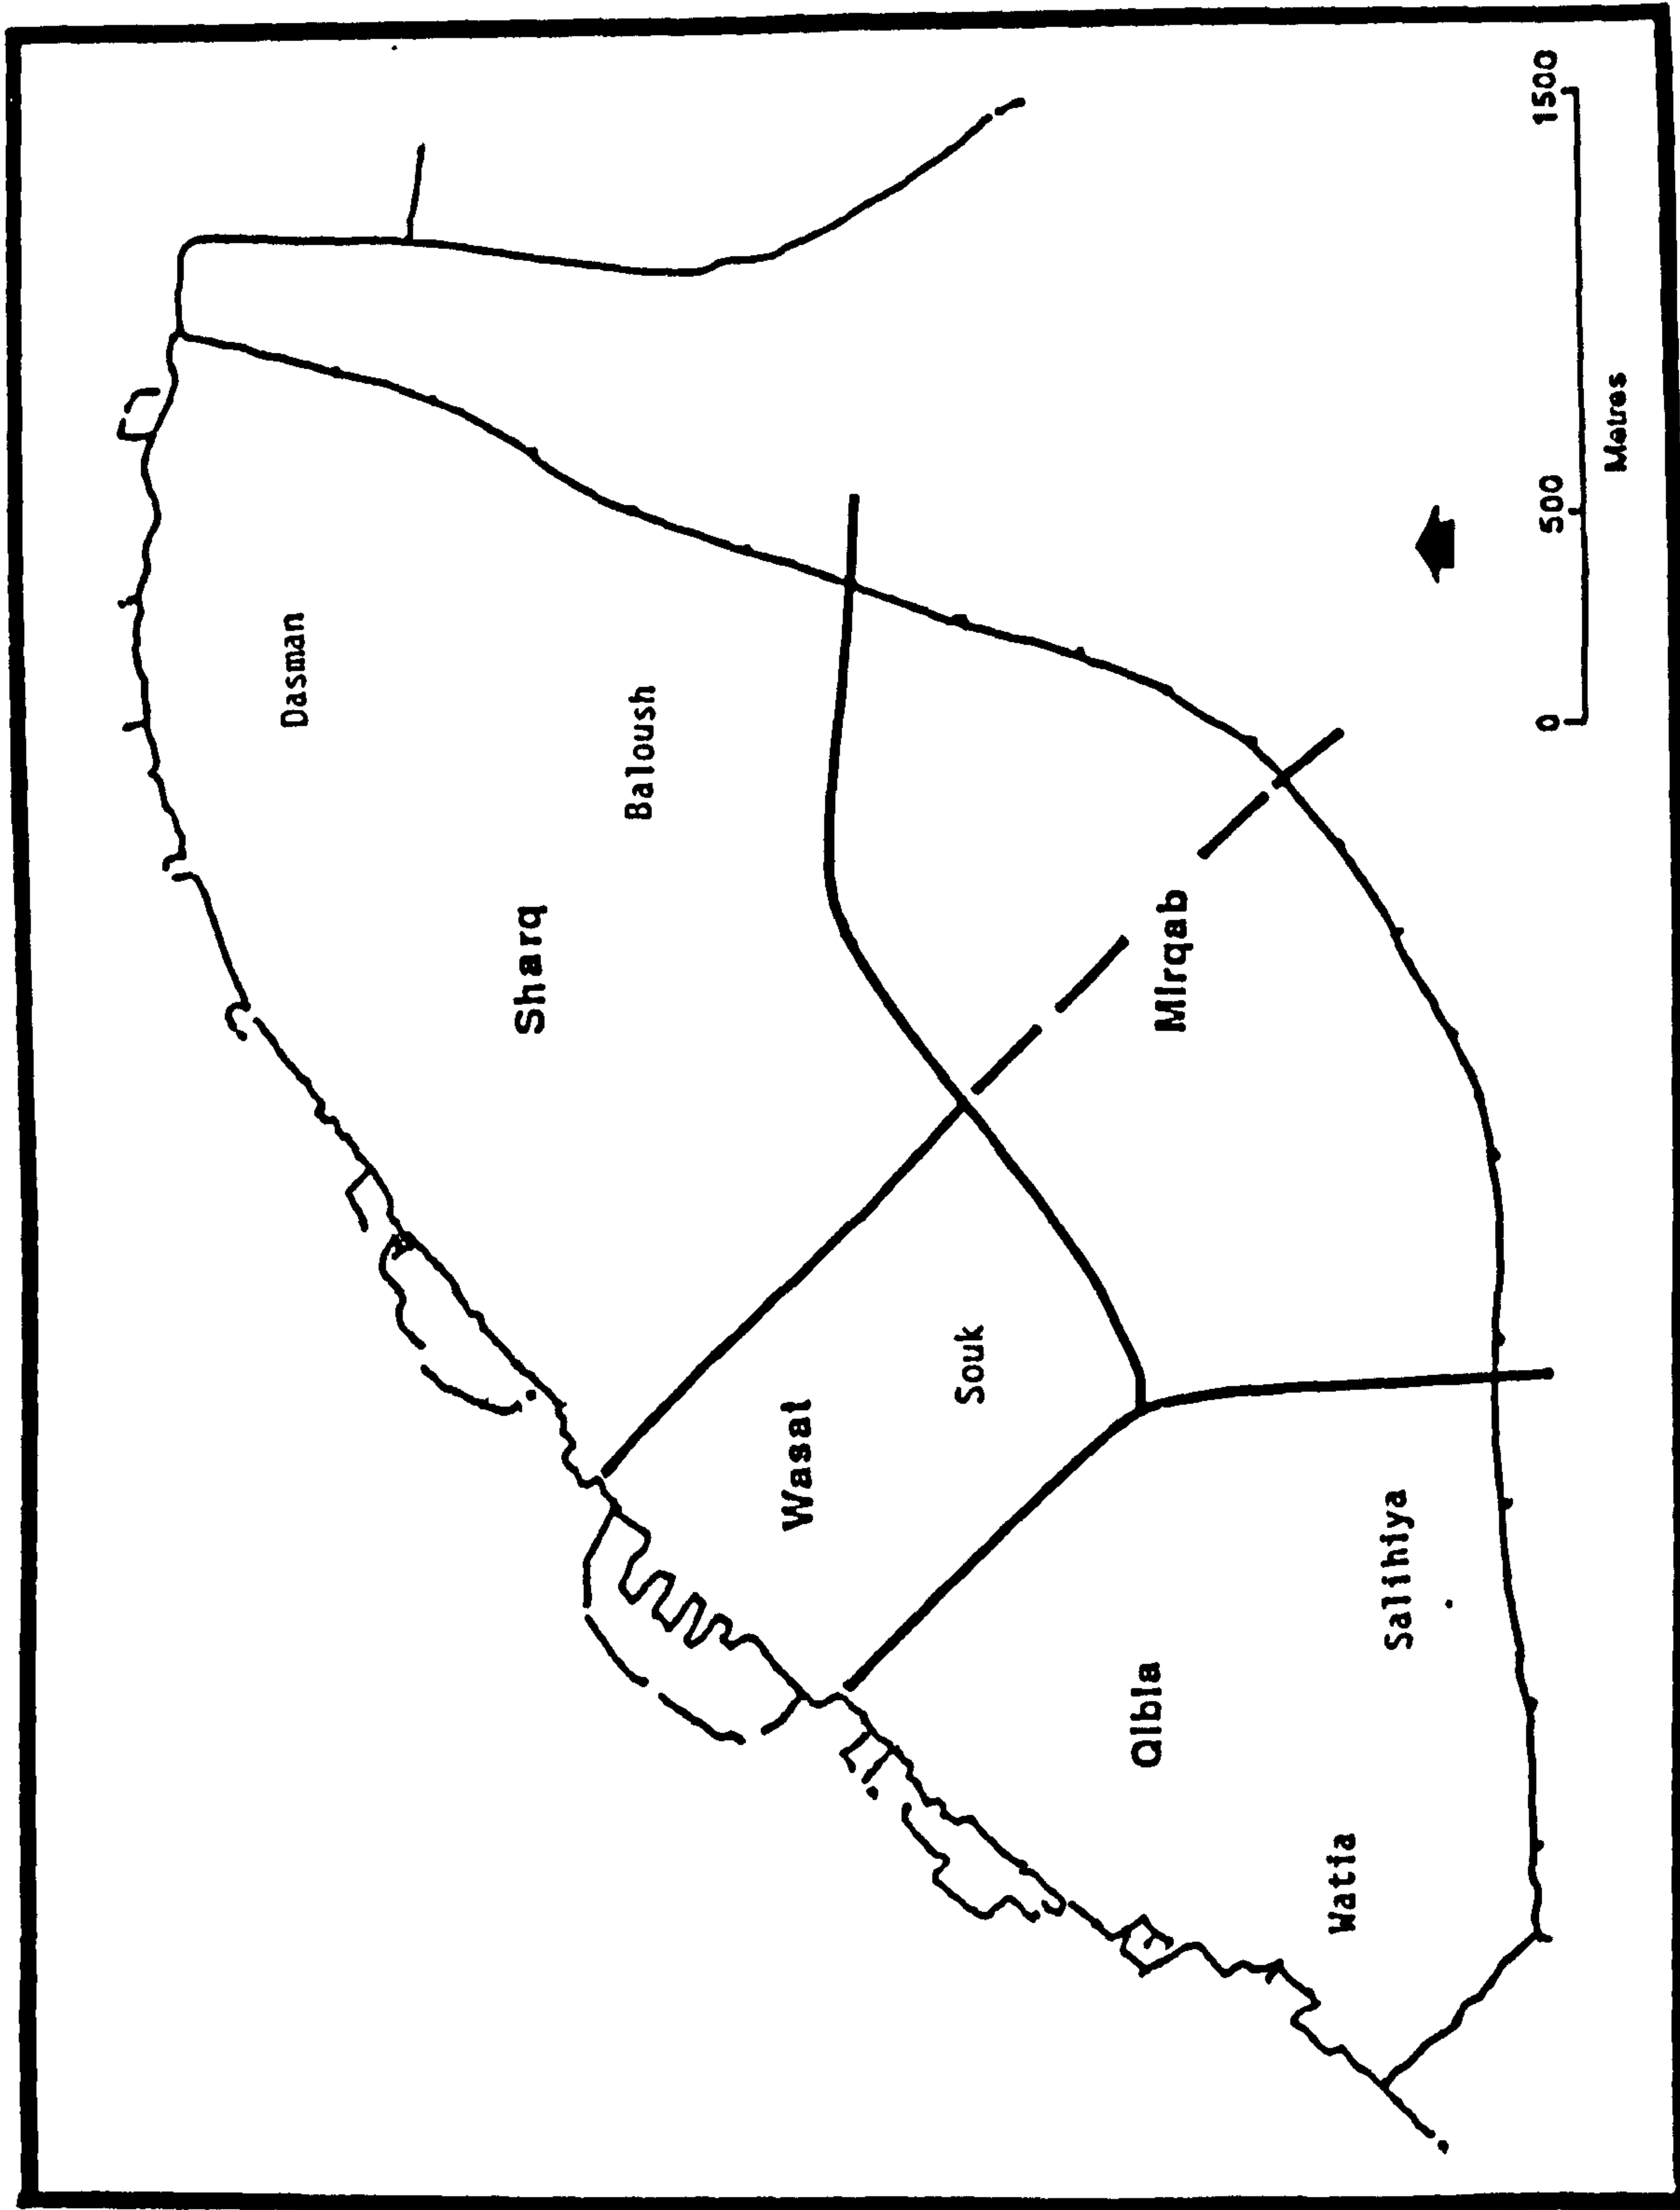 Dasman
Sharq
Baloush
Wasat
Souk
Qibla
Mirqab
Watia
Salihiya
0 500 1500
Metres